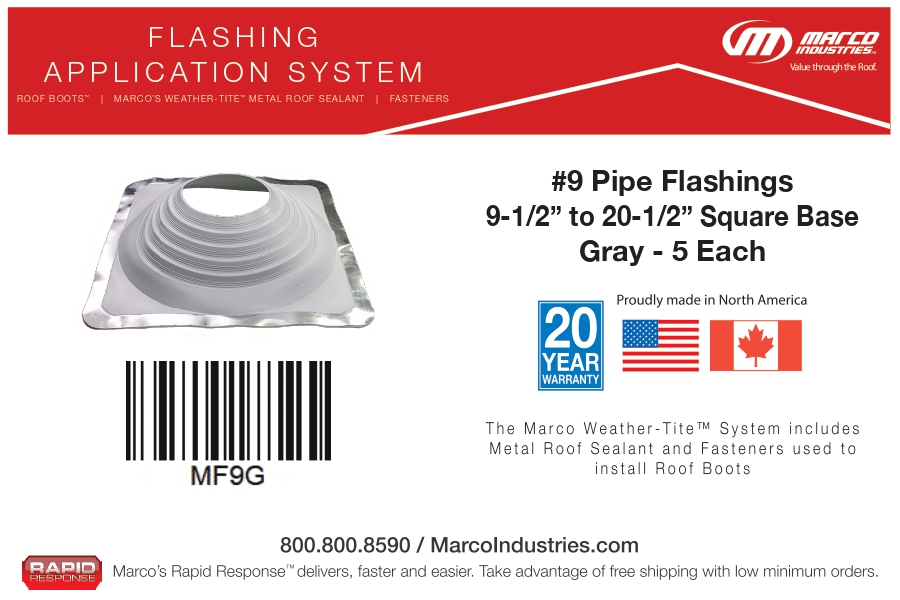 FLASHING
APPLICATION SYSTEM
ROOF BOOTS™ | MARCO'S WEATHER-TITE™ METAL ROOF SEALANT | FASTENERS
MARCO
INDUSTRIES™
Value through the Roof.
#9 Pipe Flashings
9-1/2” to 20-1/2” Square Base
Gray - 5 Each
Proudly made in North America
20
YEAR
WARRANTY
MF9G
The Marco Weather-Tite™ System includes
Metal Roof Sealant and Fasteners used to
install Roof Boots
800.800.8590 / MarcoIndustries.com
RAPID
RESPONSE
Marco’s Rapid Response™ delivers, faster and easier. Take advantage of free shipping with low minimum orders.